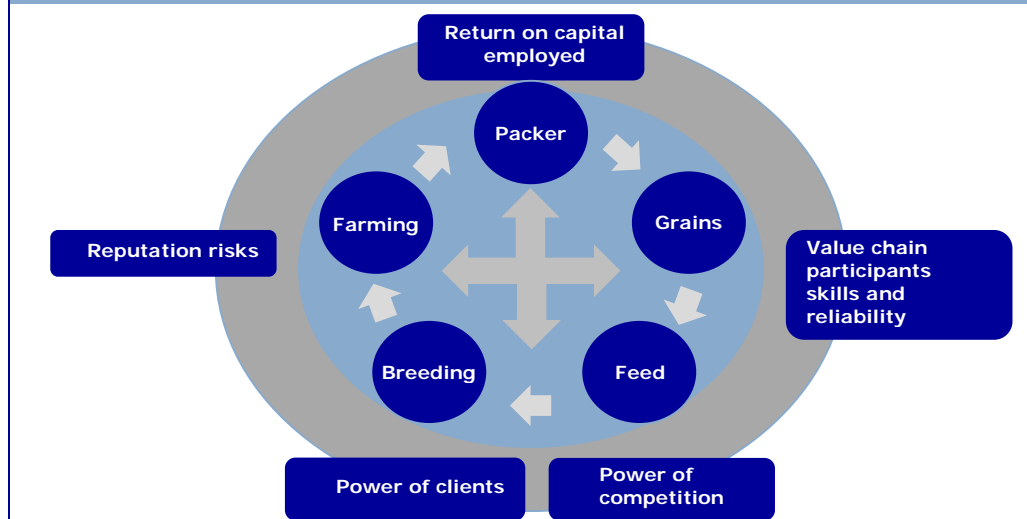 Return on capital
employed
Packer
Farming
Grains
Reputation risks
Value chain
participants
skills and
reliability
Breeding
Feed
Power of clients
Power of
competition